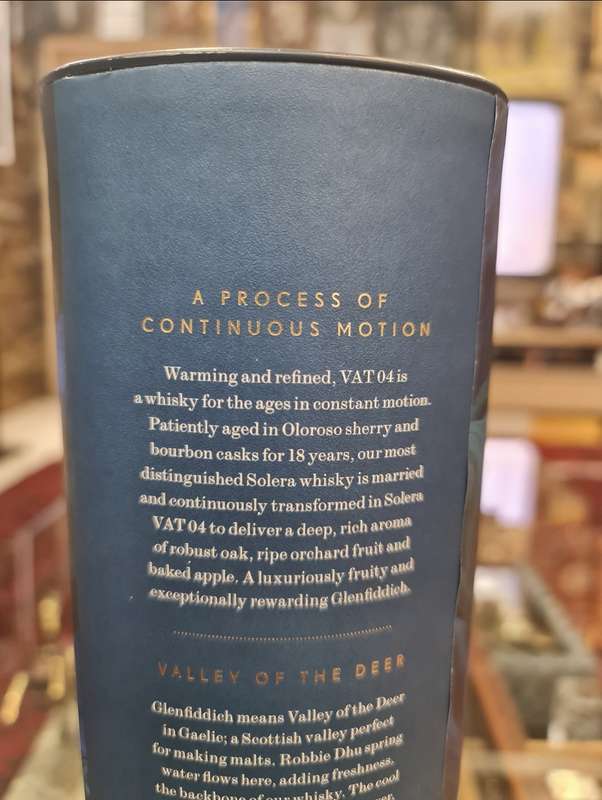 A PROCESS OF
CONTINUOUS MOTION
Warming and refined, VAT 04 is
a whisky for the ages in constant motion.
Patiently aged in Oloroso sherry and
bourbon casks for 18 years, our most
distinguished Solera whisky is married
and continuously transformed in Solera
VAT 04 to deliver a deep, rich aroma
of robust oak, ripe orchard fruit and
baked apple. A luxuriously fruity and
exceptionally rewarding Glenfiddich.
VALLEY OF THE DEER
Glenfiddich means Valley of the Deer
in Gaelic; a Scottish valley perfect
for making malts. Robbie Dhu spring
water flows here, adding freshness,
the backbone of our whisky. The cool